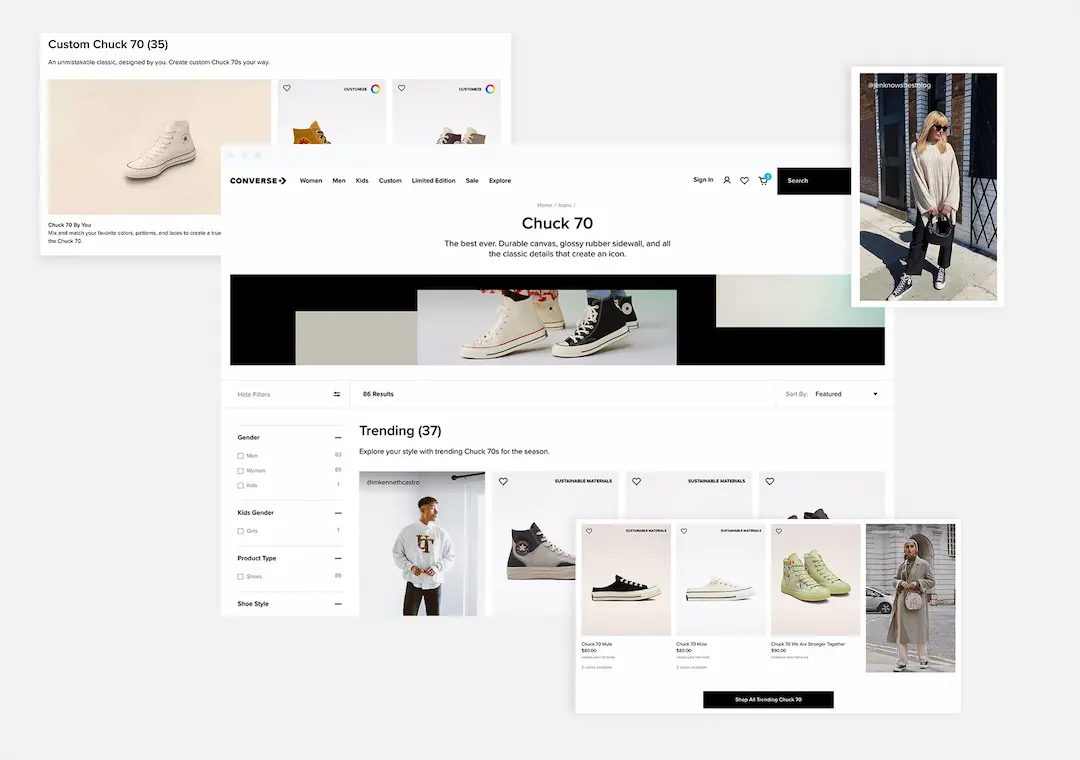 Custom Chuck 70 (35)
An unmistakable classic, designed by you. Create custom Chuck 70s your way.
CUSTOMIZE
CUSTOMIZE
Chuck 70 By You
Mix and match your favorite colors, patterns, and laces to create a true
the Chuck 70.
@jenknowsbestblog
CONVERSE
Women Men Kids Custom Limited Edition Sale Explore
Sign In
Search
Home / Icons /
Chuck 70
The best ever. Durable canvas, glossy rubber sidewall, and all
the classic details that create an icon.
Hide Filters
86 Results
Sort By: Featured
Gender
Men 83
Women 85
Kids 1
Kids Gender
Girls 1
Product Type
Shoes 86
Shoe Style
Trending (37)
Explore your style with trending Chuck 70s for the season.
@imkennethcastro
SUSTAINABLE MATERIALS
SUSTAINABLE MATERIALS
SUSTAINABLE MATERIALS
SUSTAINABLE MATERIALS
Chuck 70 Mule
$80.00
2 colors available
Chuck 70 Mule
$80.00
2 colors available
Chuck 70 We Are Stronger Together
$90.00
Shop All Trending Chuck 70